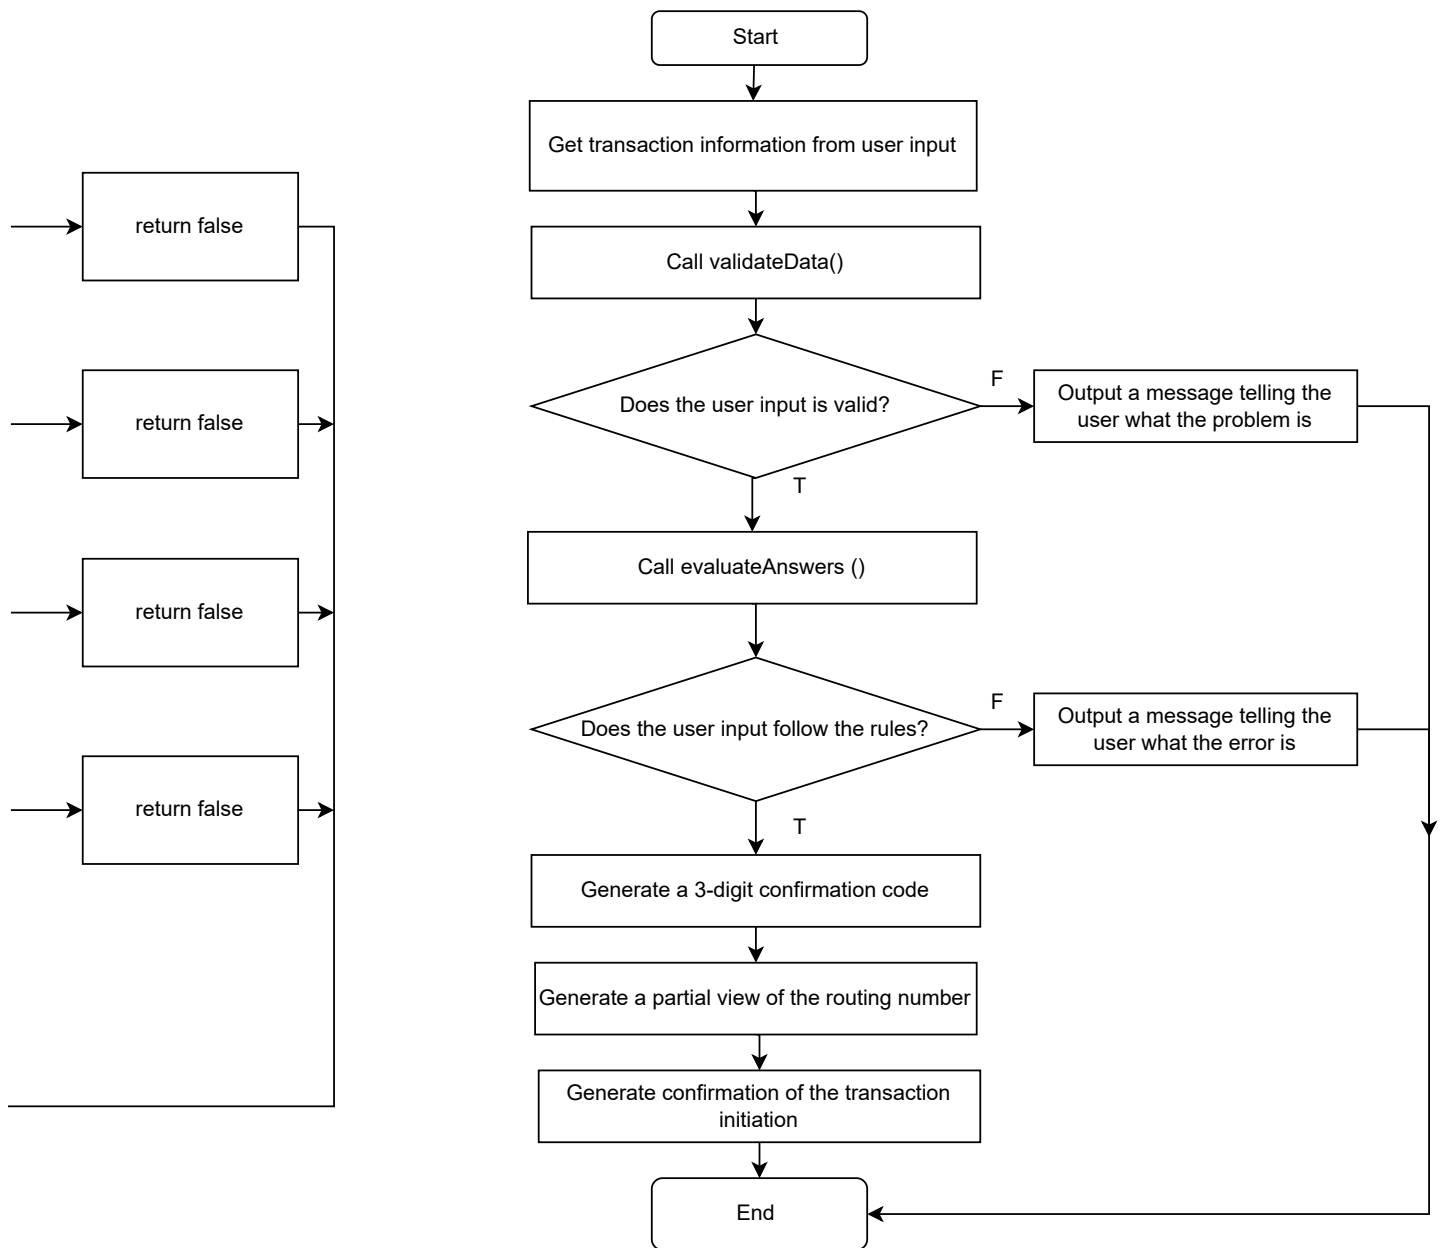 Start
Get transaction information from user input
return false
Call validateData()
Does the user input is valid?
F
Output a message telling the
user what the problem is
return false
T
Call evaluateAnswers ()
return false
Does the user input follow the rules?
F
Output a message telling the
user what the error is
return false
T
Generate a 3-digit confirmation code
Generate a partial view of the routing number
Generate confirmation of the transaction
initiation
End